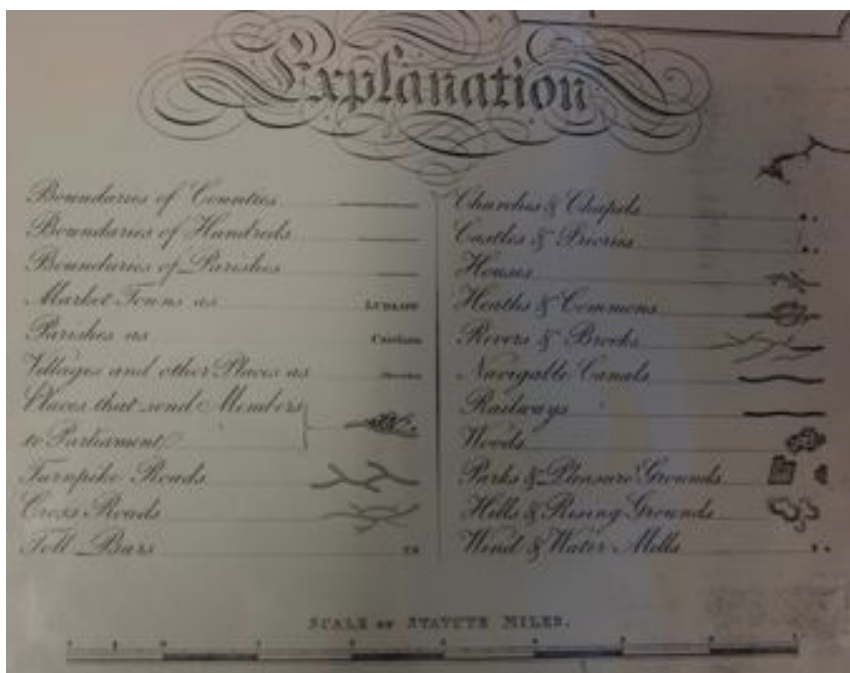 Explanation
Boundaries of Counties
Boundaries of Hundreds
Boundaries of Parishes
Market Towns as LUDLOW
Parishes as
Villages and other Places as
Places that send Members
to Parliament
Turnpike Roads
Cross Roads
Toll Bars
Churches & Chapels
Castles & Priories
Houses
Heaths & Commons
Rivers & Brooks
Navigable Canals
Railways
Woods
Parks & Pleasure Grounds
Hills & Rising Grounds
Wind & Water Mills
SCALE OF STATUTE MILES.